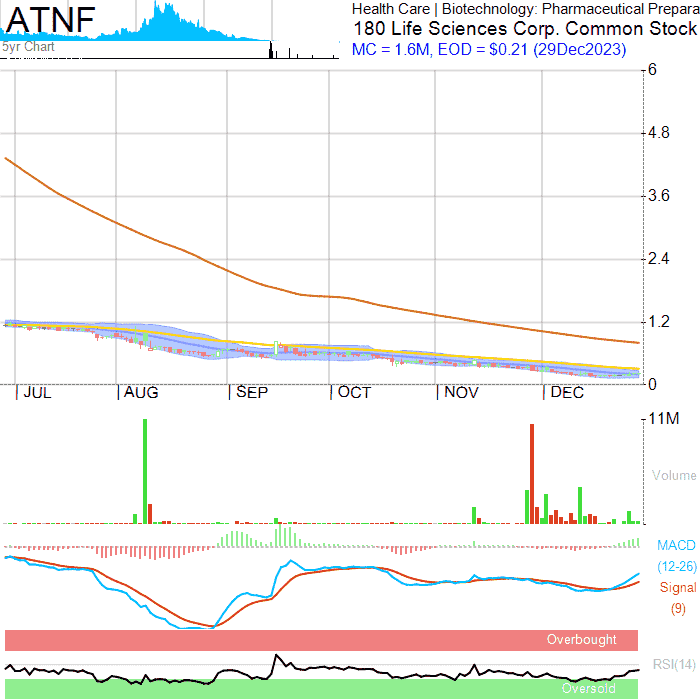 ATNF
Health Care | Biotechnology: Pharmaceutical Prepara
180 Life Sciences Corp. Common Stock
5yr Chart
MC = 1.6M, EOD = $0.21 (29Dec2023)
6
4.8
3.6
2.4
1.2
0
JUL AUG SEP OCT NOV DEC
11M
Volume
MACD
(12-26)
Signal
(9)
Overbought
RSI(14)
Oversold